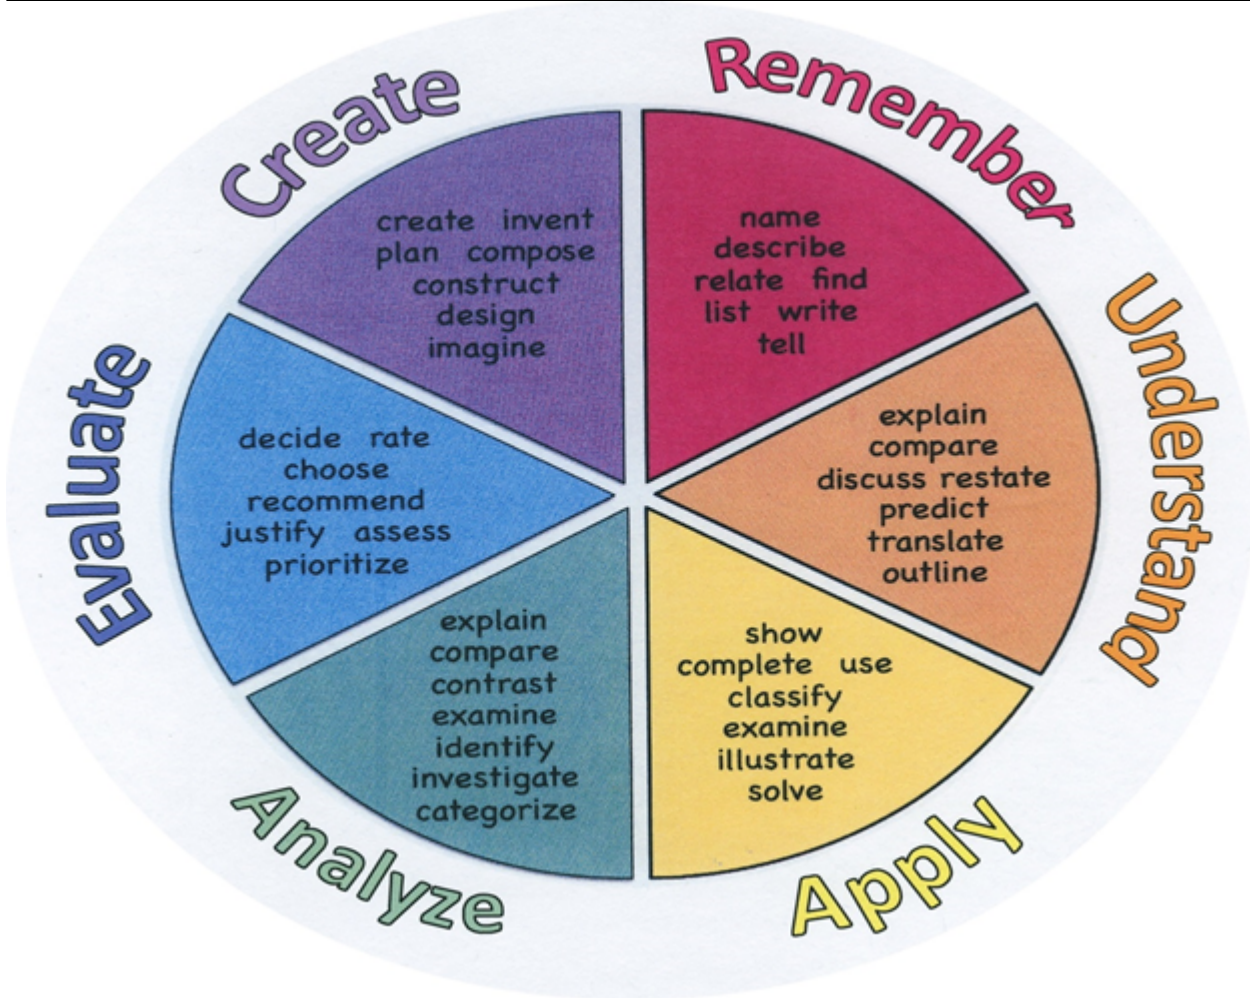 Remember
name
describe
relate find
list write
tell
Understand
explain
compare
discuss restate
predict
translate
outline
Apply
show
complete use
classify
examine
illustrate
solve
Analyze
explain
compare
contrast
examine
identify
investigate
categorize
Evaluate
decide rate
choose
recommend
justify assess
prioritize
Create
create invent
plan compose
construct
design
imagine